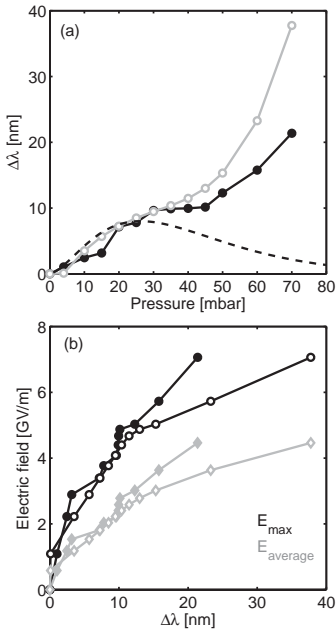 (a)
40
30
20
10
0
Δλ [nm]
0 10 20 30 40 50 60 70 80
Pressure [mbar]
(b)
8
6
4
2
0
Electric field [GV/m]
E_max
E_average
0 10 20 30 40
Δλ [nm]